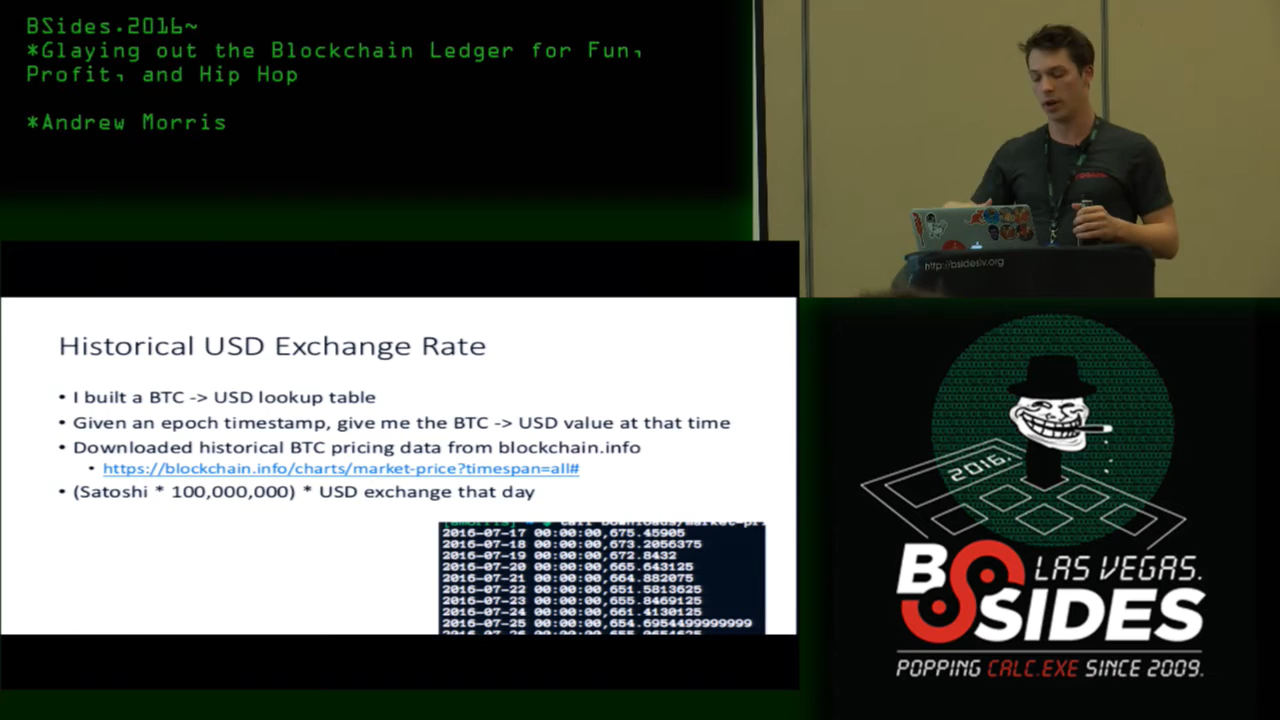 BSides.2016~
*Glaying out the Blockchain Ledger for Fun,
Profit, and Hip Hop
*Andrew Morris
http://bsideslv.org
Historical USD Exchange Rate
• I built a BTC -> USD lookup table
• Given an epoch timestamp, give me the BTC -> USD value at that time
• Downloaded historical BTC pricing data from blockchain.info
• https://blockchain.info/charts/market-price?timespan=all#
• (Satoshi * 100,000,000) * USD exchange that day
2016-07-17 00:00:00,675.45905
2016-07-18 00:00:00,673.2056375
2016-07-19 00:00:00,672.8432
2016-07-20 00:00:00,665.643125
2016-07-21 00:00:00,664.882075
2016-07-22 00:00:00,651.5813625
2016-07-23 00:00:00,655.8469125
2016-07-24 00:00:00,661.4130125
2016-07-25 00:00:00,654.6954499999999
2016.
BSIDES
LAS VEGAS.
POPPING CALC.EXE SINCE 2009.